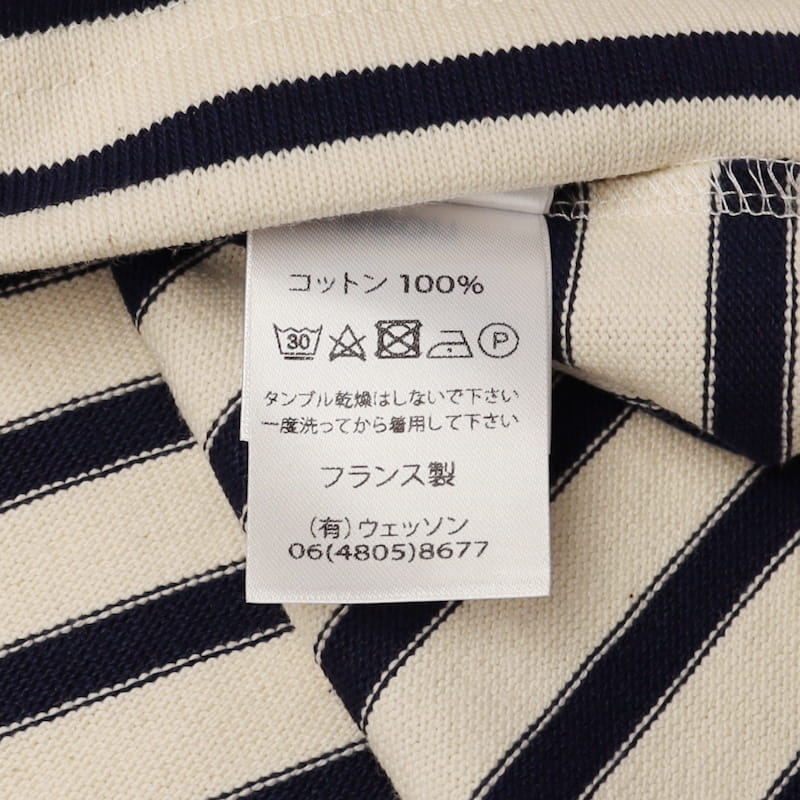 コットン 100%
30 P
タンブル乾燥はしないで下さい
一度洗ってから着用して下さい
フランス製
(有)ウェッソン
06(4805)8677